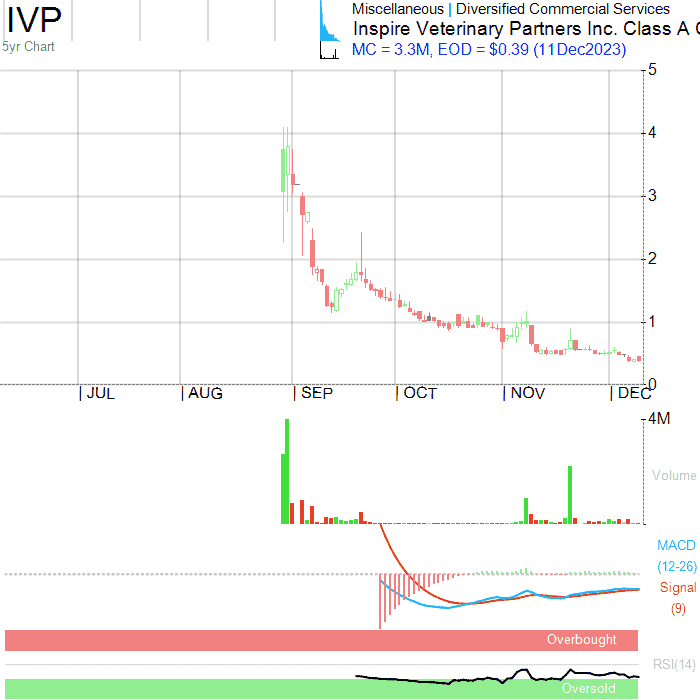 IVP
5yr Chart
Miscellaneous | Diversified Commercial Services
Inspire Veterinary Partners Inc. Class A
MC = 3.3M, EOD = $0.39 (11Dec2023)
5
4
3
2
1
0
| JUL | AUG | SEP | OCT | NOV | DEC
4M
Volume
MACD
(12-26)
Signal
(9)
Overbought
RSI(14)
Oversold